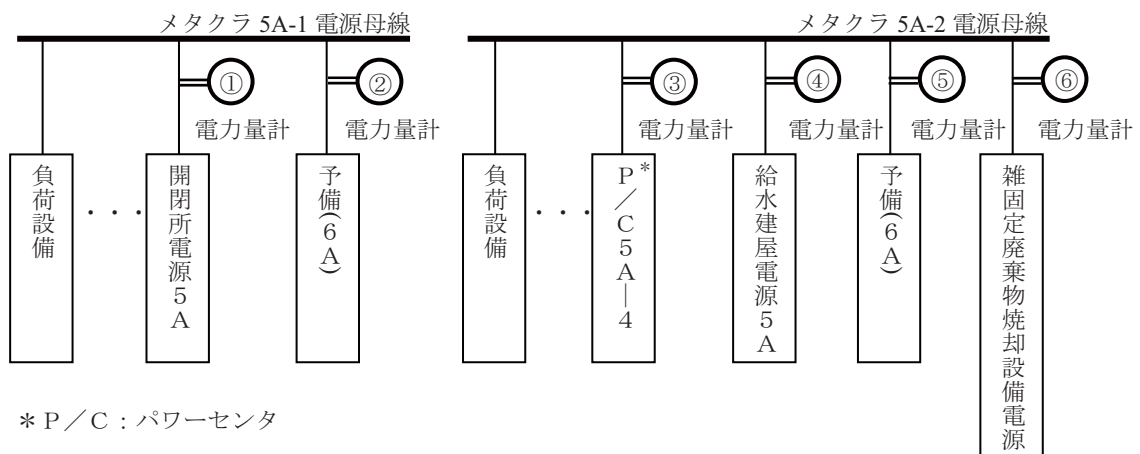 メタクラ 5A-1 電源母線
メタクラ 5A-2 電源母線
①
②
③
④
⑤
⑥
電力量計
電力量計
電力量計
電力量計
電力量計
電力量計
負荷設備
・・・
開閉所電源５Ａ
予備(６Ａ)
負荷設備
・・・
Ｐ／Ｃ５Ａ―４*
給水建屋電源５Ａ
予備(６Ａ)
雑固定廃棄物焼却設備電源
＊Ｐ／Ｃ：パワーセンタ